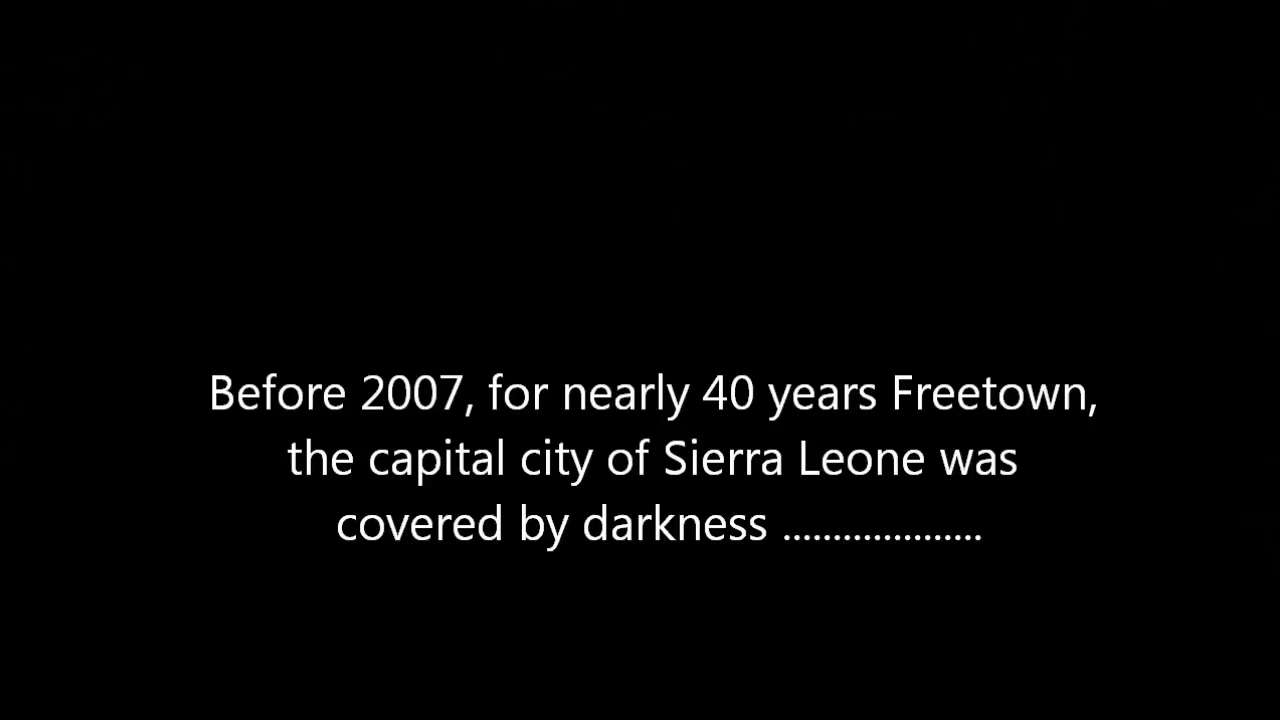 Before 2007, for nearly 40 years Freetown,
the capital city of Sierra Leone was
covered by darkness ....................